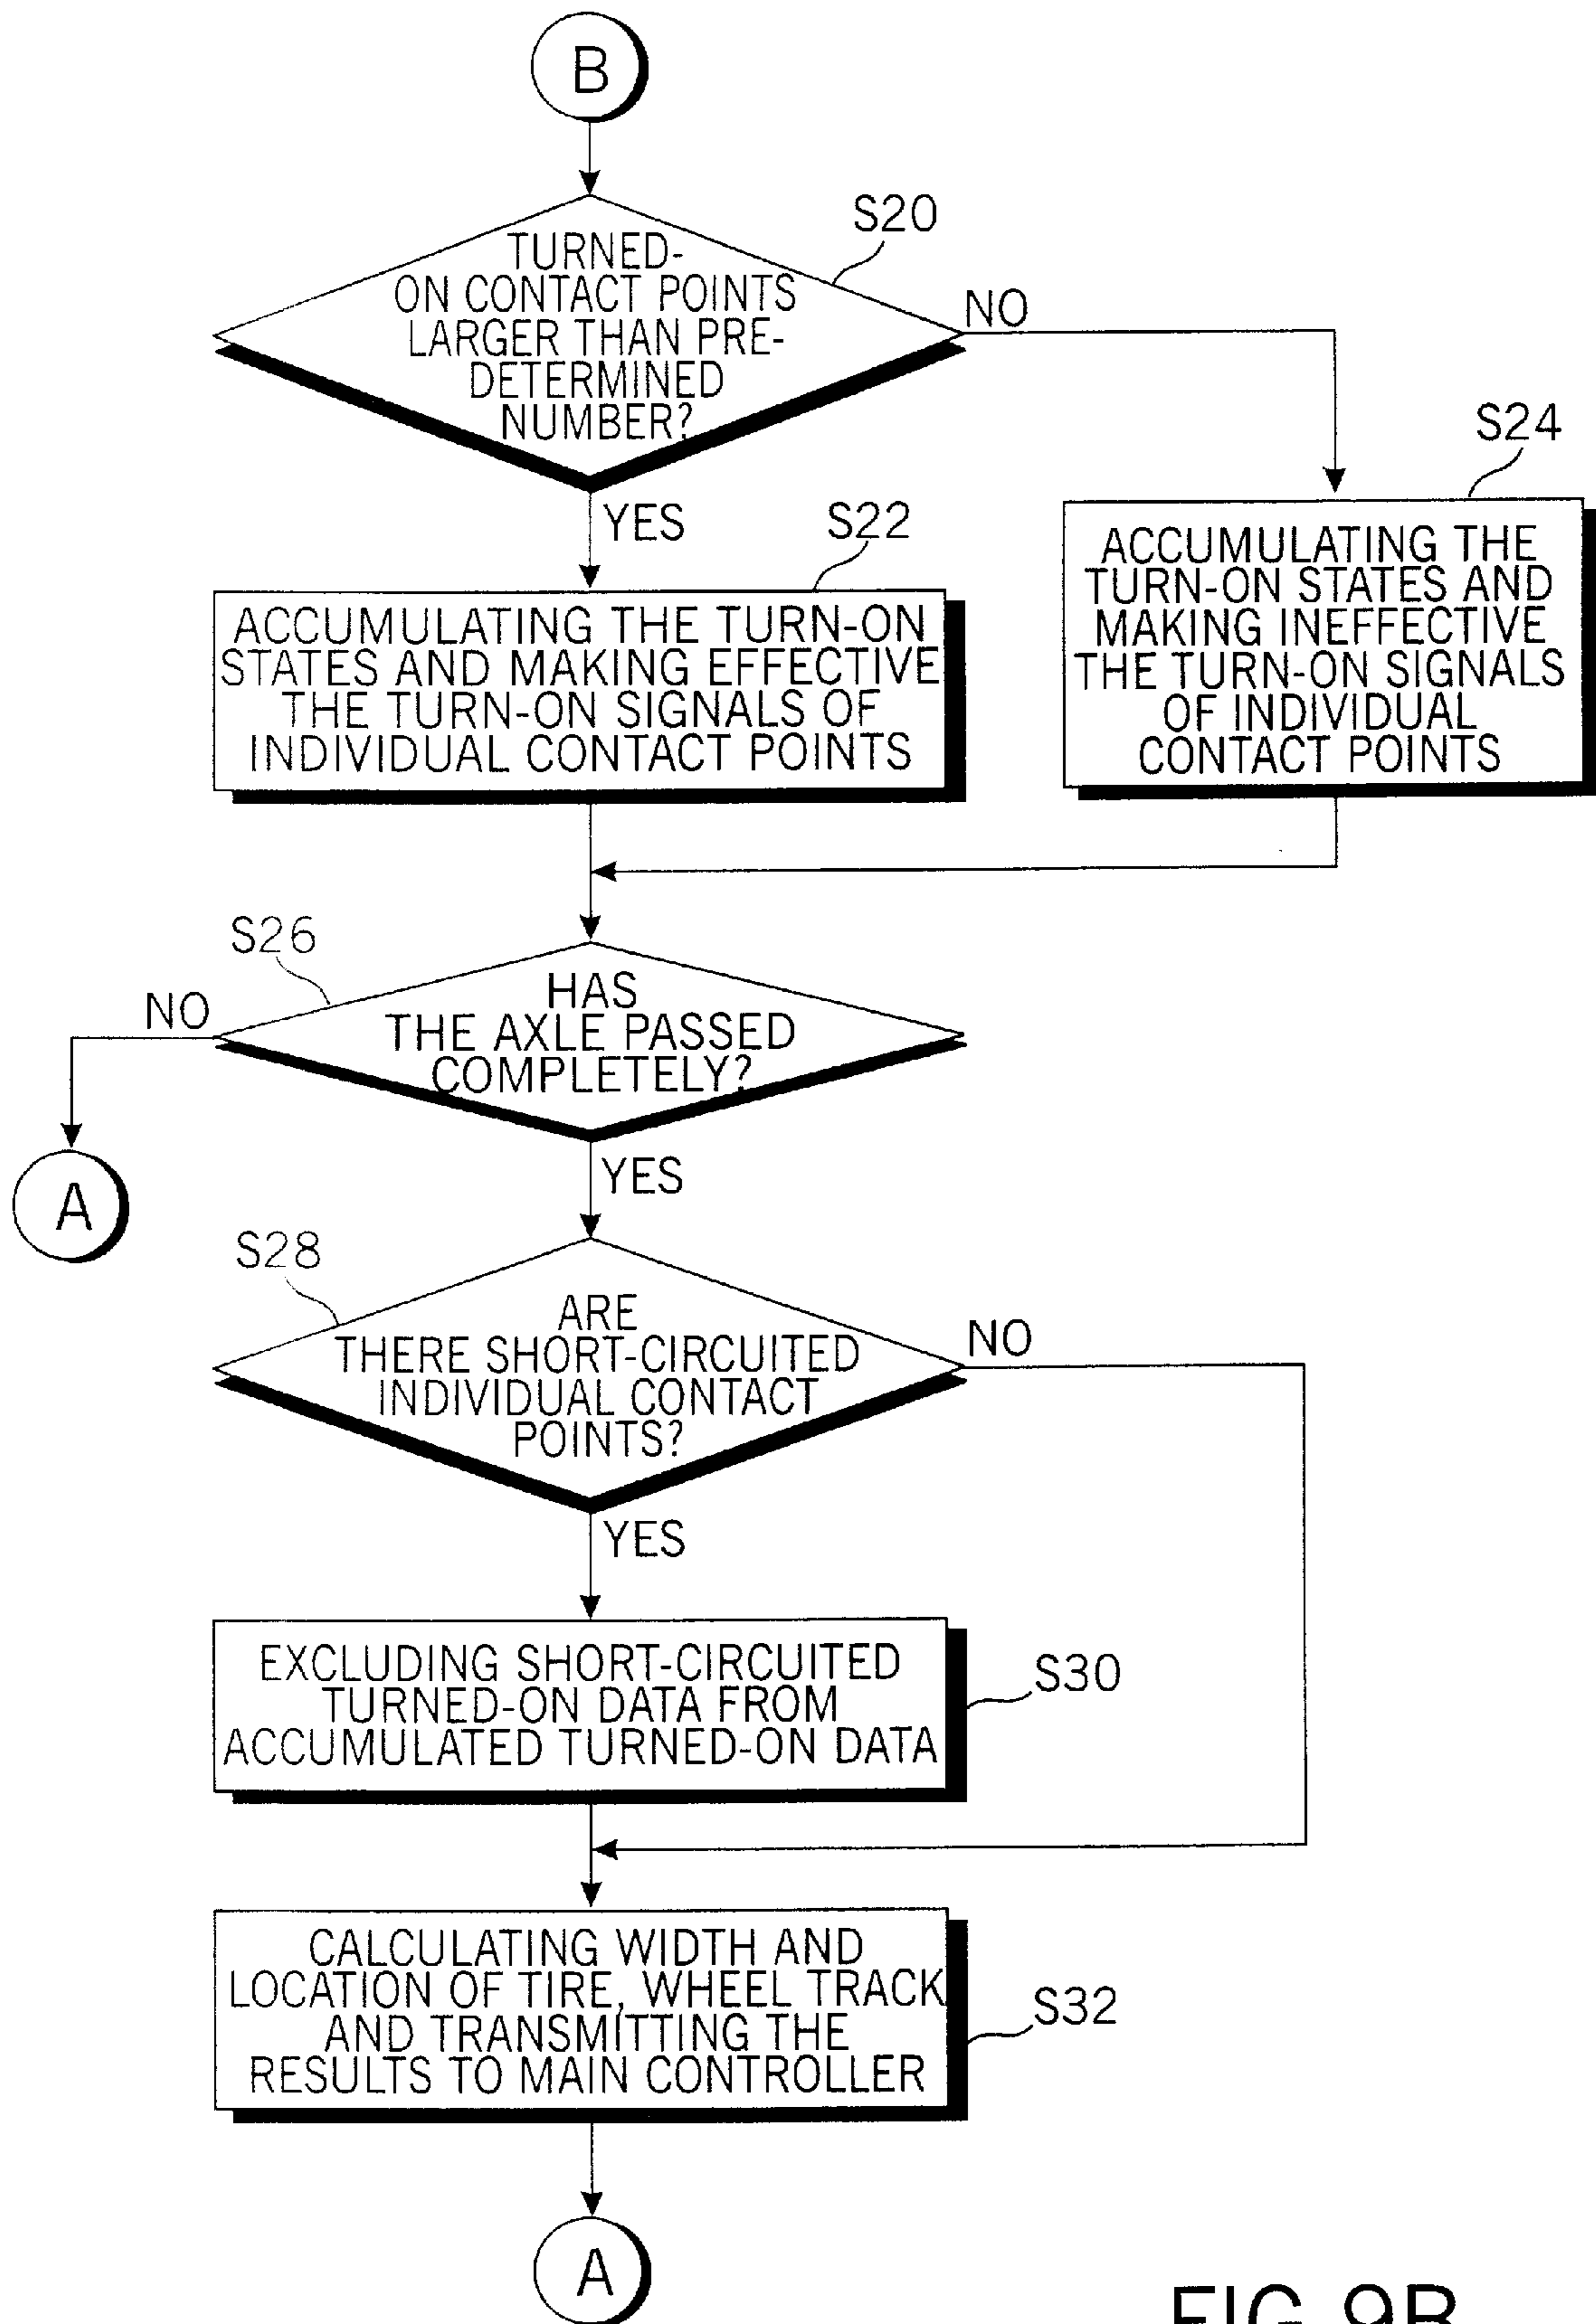 B
S20
TURNED-
ON CONTACT POINTS
LARGER THAN PRE-
DETERMINED
NUMBER?
NO
YES
S22
ACCUMULATING THE TURN-ON
STATES AND MAKING EFFECTIVE
THE TURN-ON SIGNALS OF
INDIVIDUAL CONTACT POINTS
S24
ACCUMULATING THE
TURN-ON STATES AND
MAKING INEFFECTIVE
THE TURN-ON SIGNALS
OF INDIVIDUAL
CONTACT POINTS
S26
NO
HAS
THE AXLE PASSED
COMPLETELY?
A
YES
S28
ARE
THERE SHORT-CIRCUITED
INDIVIDUAL CONTACT
POINTS?
NO
YES
EXCLUDING SHORT-CIRCUITED
TURNED-ON DATA FROM
ACCUMULATED TURNED-ON DATA
S30
CALCULATING WIDTH AND
LOCATION OF TIRE, WHEEL TRACK
AND TRANSMITTING THE
RESULTS TO MAIN CONTROLLER
S32
A
FIG 9B